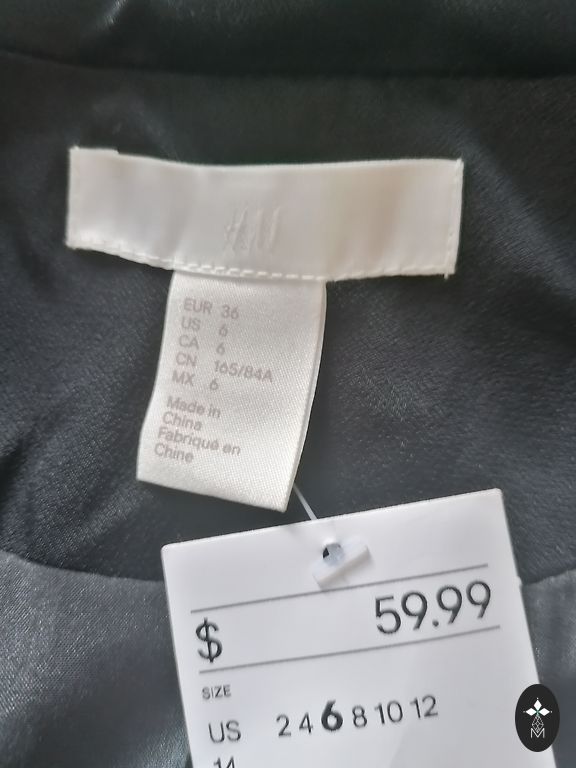 H&M
EUR 36
US 6
CA 6
CN 165/84A
MX 6
Made in
China
Fabriqué en
Chine
$ 59.99
SIZE
US 2 4 6 8 10 12
14
M